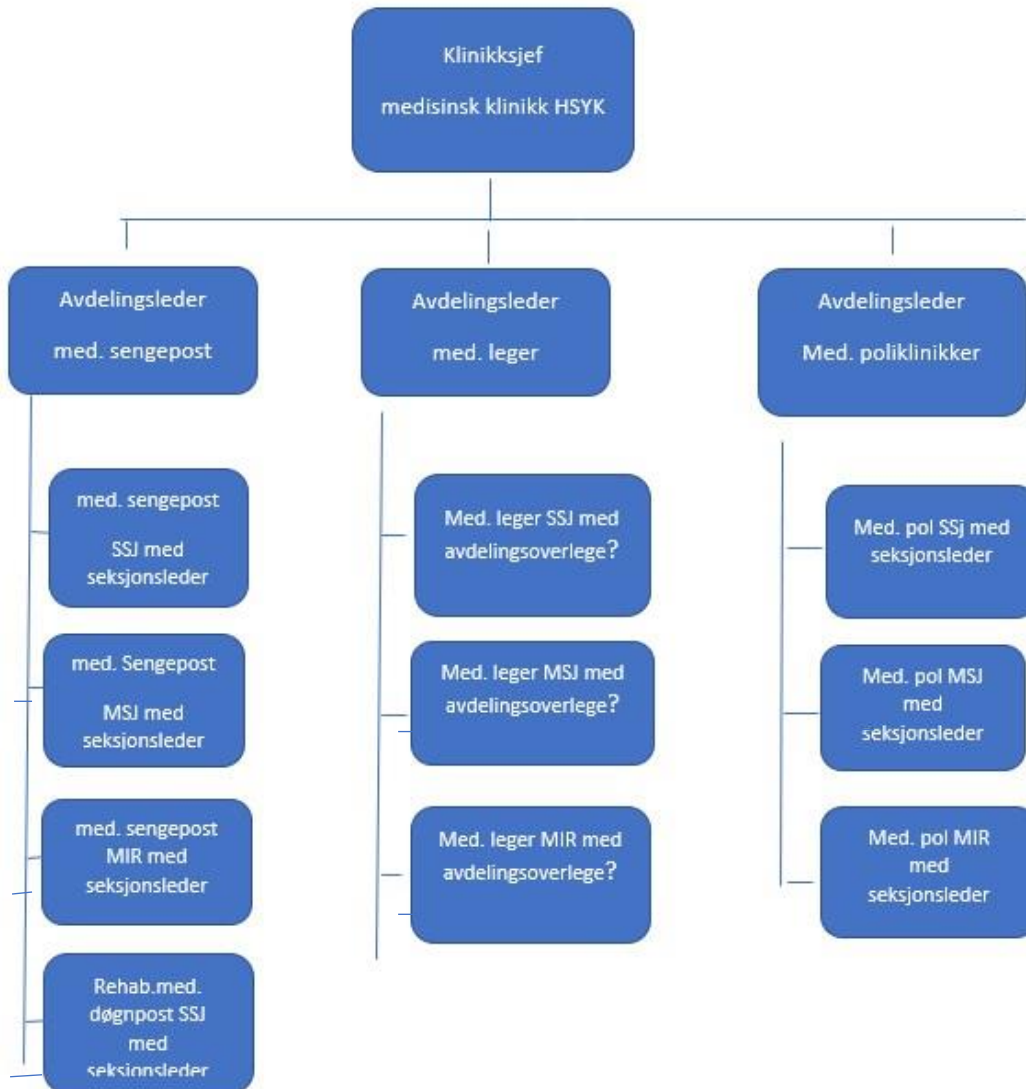 Klinikksjef
medisinsk klinikk HSYK
Avdelingsleder
med. sengepost
Avdelingsleder
med. leger
Avdelingsleder
Med. poliklinikker
med. sengepost
SSJ med
seksjonsleder
med. Sengepost
MSJ med
seksjonsleder
med. sengepost
MIR med
seksjonsleder
Rehab.med.
døgnpost SSJ
med
seksjonsleder
Med. leger SSJ med
avdelingsoverlege?
Med. leger MSJ med
avdelingsoverlege?
Med. leger MIR med
avdelingsoverlege?
Med. pol SSj med
seksjonsleder
Med. pol MSJ
med
seksjonsleder
Med. pol MIR
med
seksjonsleder